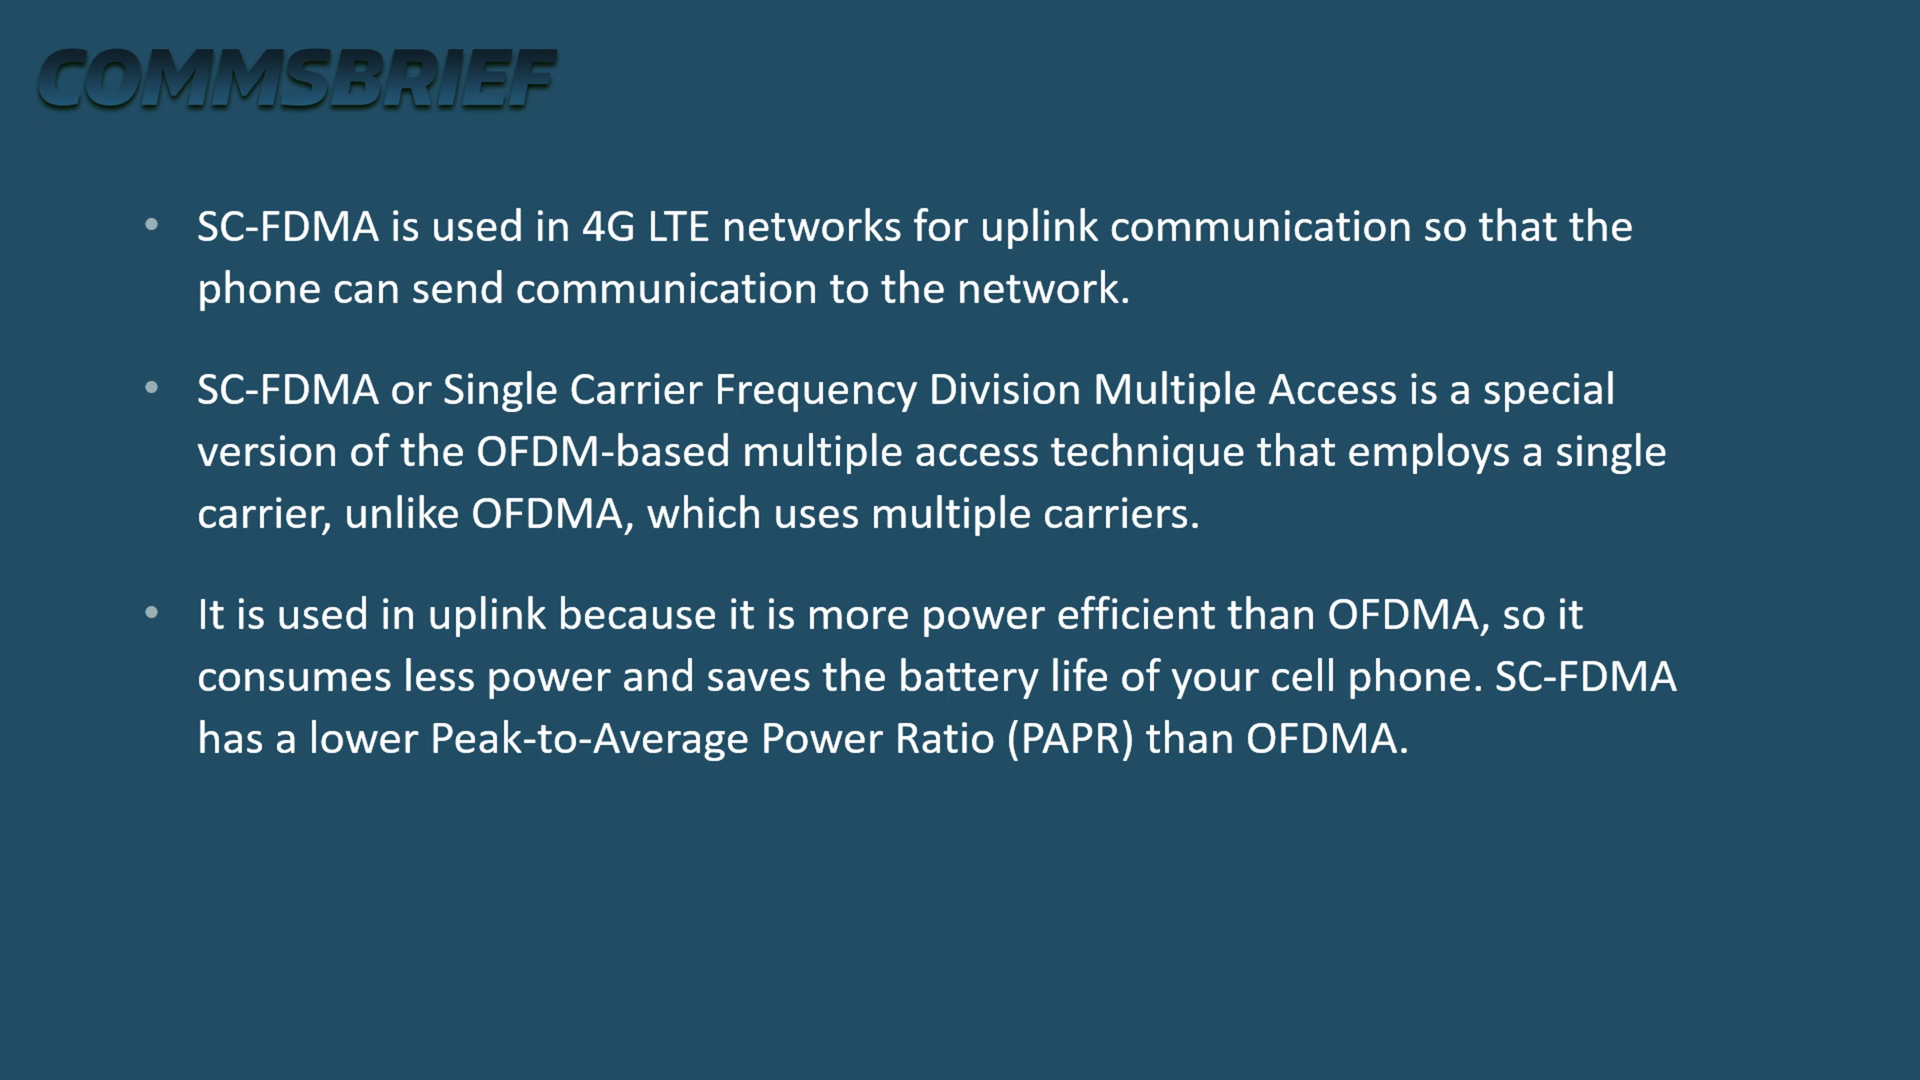 COMMSBRIEF
• SC-FDMA is used in 4G LTE networks for uplink communication so that the
phone can send communication to the network.
• SC-FDMA or Single Carrier Frequency Division Multiple Access is a special
version of the OFDM-based multiple access technique that employs a single
carrier, unlike OFDMA, which uses multiple carriers.
• It is used in uplink because it is more power efficient than OFDMA, so it
consumes less power and saves the battery life of your cell phone. SC-FDMA
has a lower Peak-to-Average Power Ratio (PAPR) than OFDMA.